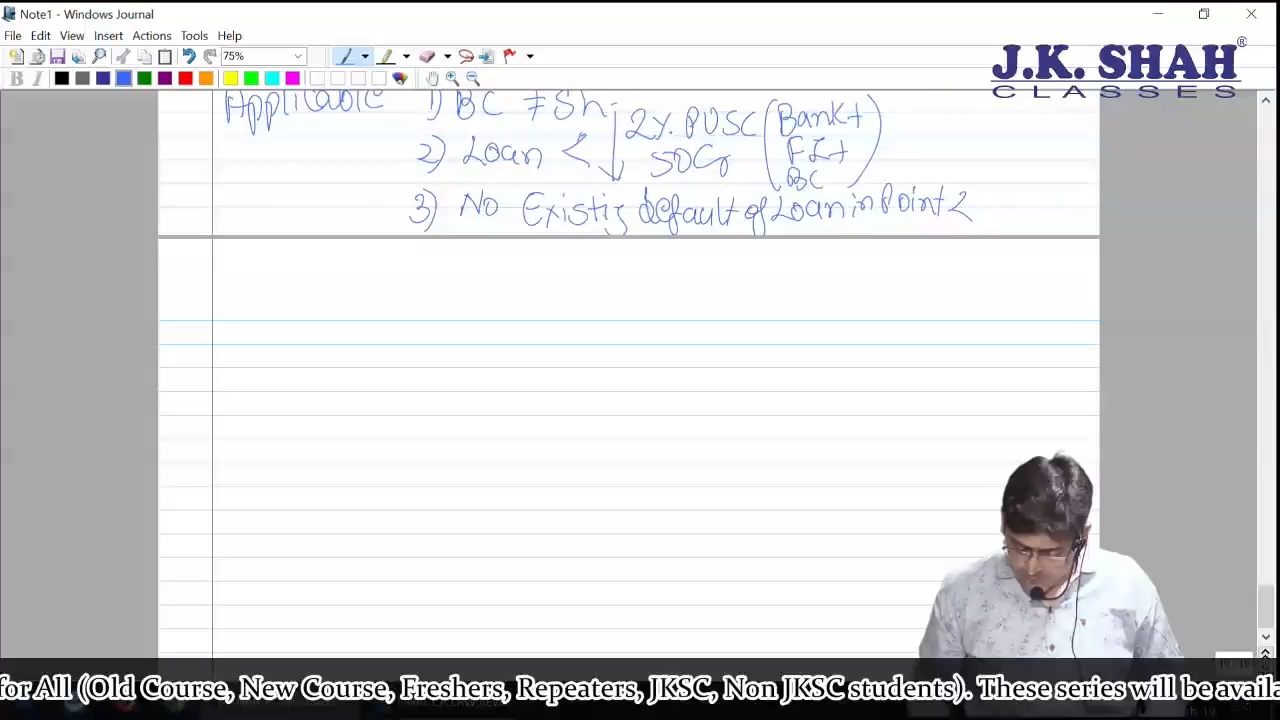 Note1 - Windows Journal
File Edit View Insert Actions Tools Help
75%
B I
J.K. SHAH®
CLASSES
Applicable 1) BC ≠ Sh
2) Loan < ↓ 2%. PUSC (Bank+
50Cr FI+
BC)
3) No Existig default of Loan in Point 2
for All (Old Course, New Course, Freshers, Repeaters, JKSC, Non JKSC students). These series will be availa